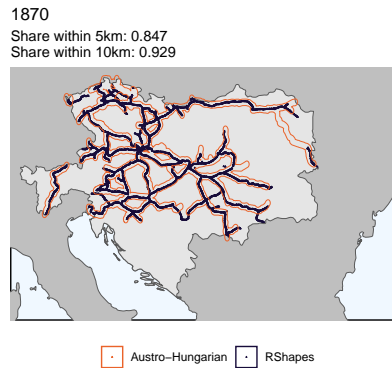 1870
Share within 5km: 0.847
Share within 10km: 0.929
Austro−Hungarian
RShapes